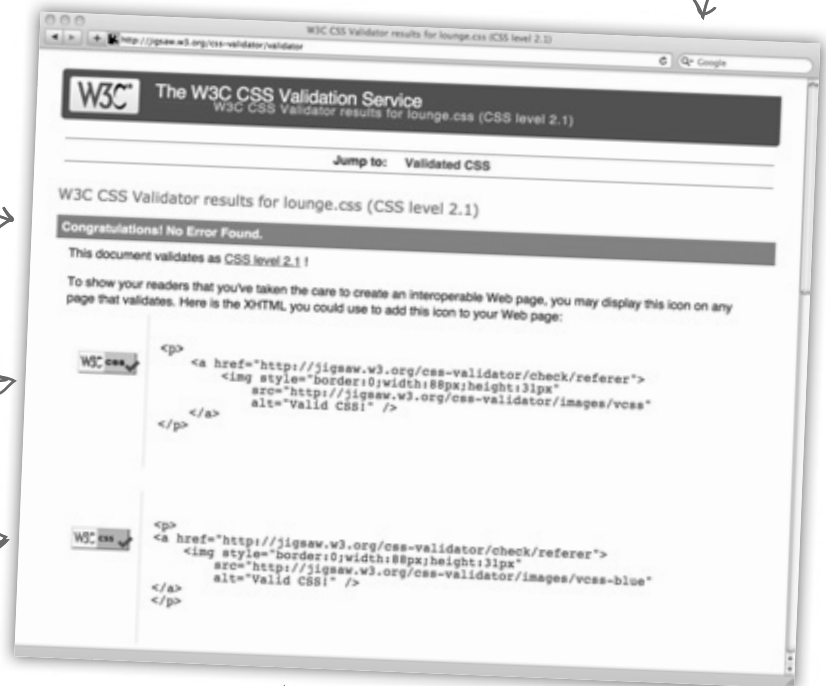 W3C CSS Validator results for lounge.css (CSS level 2.1)
http://jigsaw.w3.org/css-validator/validator
Google
W3C The W3C CSS Validation Service
W3C CSS Validator results for lounge.css (CSS level 2.1)
Jump to: Validated CSS
W3C CSS Validator results for lounge.css (CSS level 2.1)
Congratulations! No Error Found.
This document validates as CSS level 2.1 !
To show your readers that you've taken the care to create an interoperable Web page, you may display this icon on any
page that validates. Here is the XHTML you could use to add this icon to your Web page:
W3C css
<p>
<a href="http://jigsaw.w3.org/css-validator/check/referer">
<img style="border:0;width:88px;height:31px"
src="http://jigsaw.w3.org/css-validator/images/vcss"
alt="Valid CSS!" />
</a>
</p>
W3C css
<p>
<a href="http://jigsaw.w3.org/css-validator/check/referer">
<img style="border:0;width:88px;height:31px"
src="http://jigsaw.w3.org/css-validator/images/vcss-blue"
alt="Valid CSS!" />
</a>
</p>